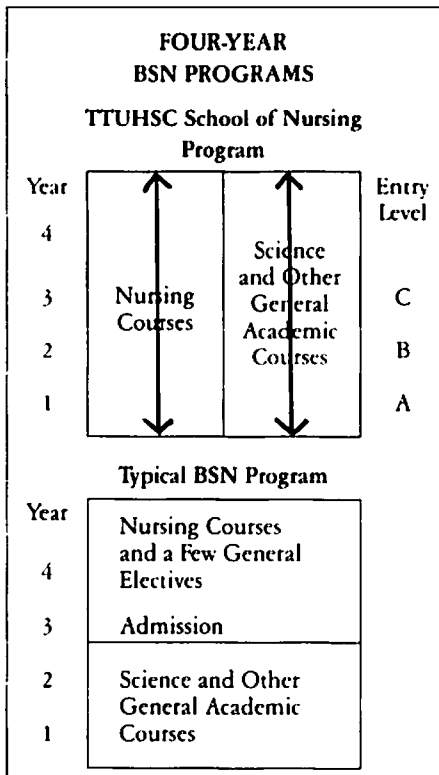 FOUR-YEAR
BSN PROGRAMS
TTUHSC School of Nursing
Program
Year
Entry
Level
4
3
2
1
Nursing
Courses
Science
and Other
General
Academic
Courses
C
B
A
Typical BSN Program
Year
4
3
2
1
Nursing Courses
and a Few General
Electives
Admission
Science and Other
General Academic
Courses